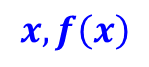 x, f(x)